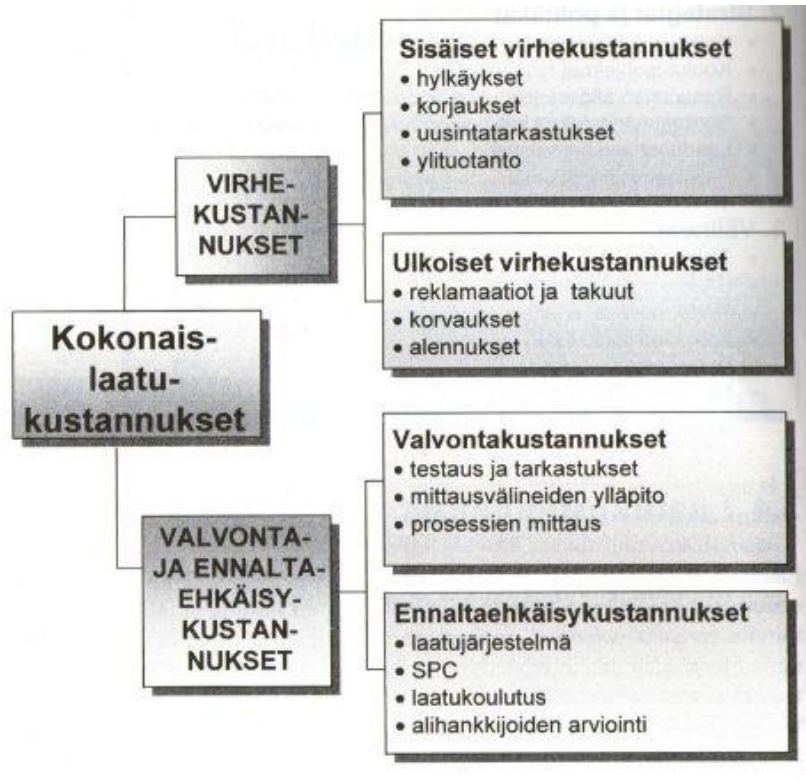 Sisäiset virhekustannukset
• hylkäykset
• korjaukset
• uusintatarkastukset
• ylituotanto
VIRHE-
KUSTAN-
NUKSET
Ulkoiset virhekustannukset
• reklamaatiot ja takuut
• korvaukset
• alennukset
Kokonais-
laatu-
kustannukset
Valvontakustannukset
• testaus ja tarkastukset
• mittausvälineiden ylläpito
• prosessien mittaus
VALVONTA-
JA ENNALTA-
EHKÄISY-
KUSTAN-
NUKSET
Ennaltaehkäisykustannukset
• laatujärjestelmä
• SPC
• laatukoulutus
• alihankkijoiden arviointi